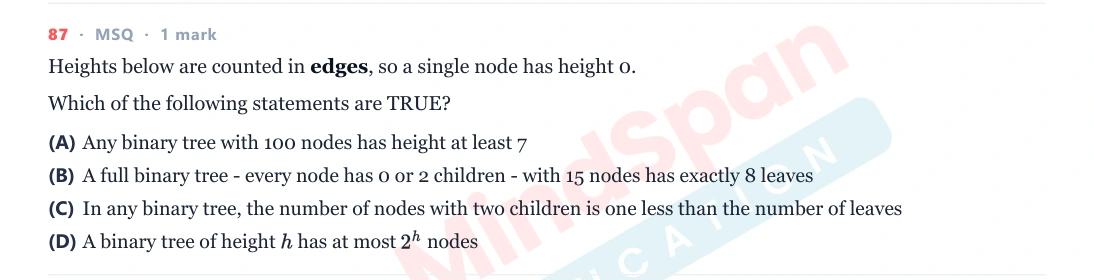 87 · MSQ · 1 mark
Heights below are counted in edges, so a single node has height 0.
Which of the following statements are TRUE?
(A) Any binary tree with 100 nodes has height at least 7
(B) A full binary tree - every node has 0 or 2 children - with 15 nodes has exactly 8 leaves
(C) In any binary tree, the number of nodes with two children is one less than the number of leaves
(D) A binary tree of height h has at most 2^h nodes
MindSpan
UCATION